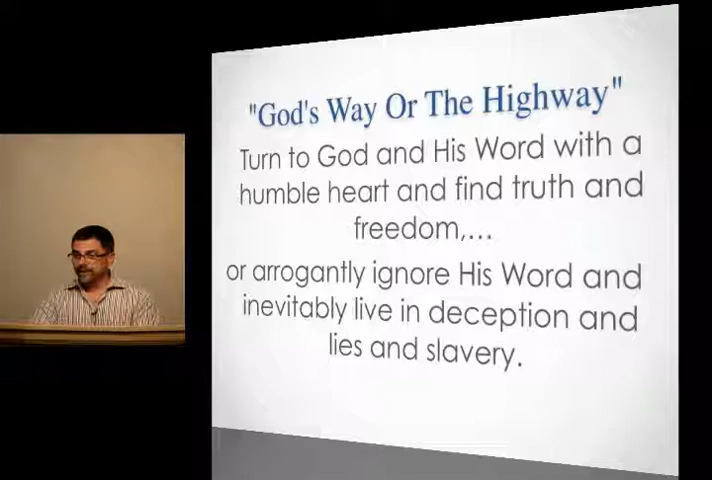 "God's Way Or The Highway"
Turn to God and His Word with a
humble heart and find truth and
freedom,...
or arrogantly ignore His Word and
inevitably live in deception and
lies and slavery.